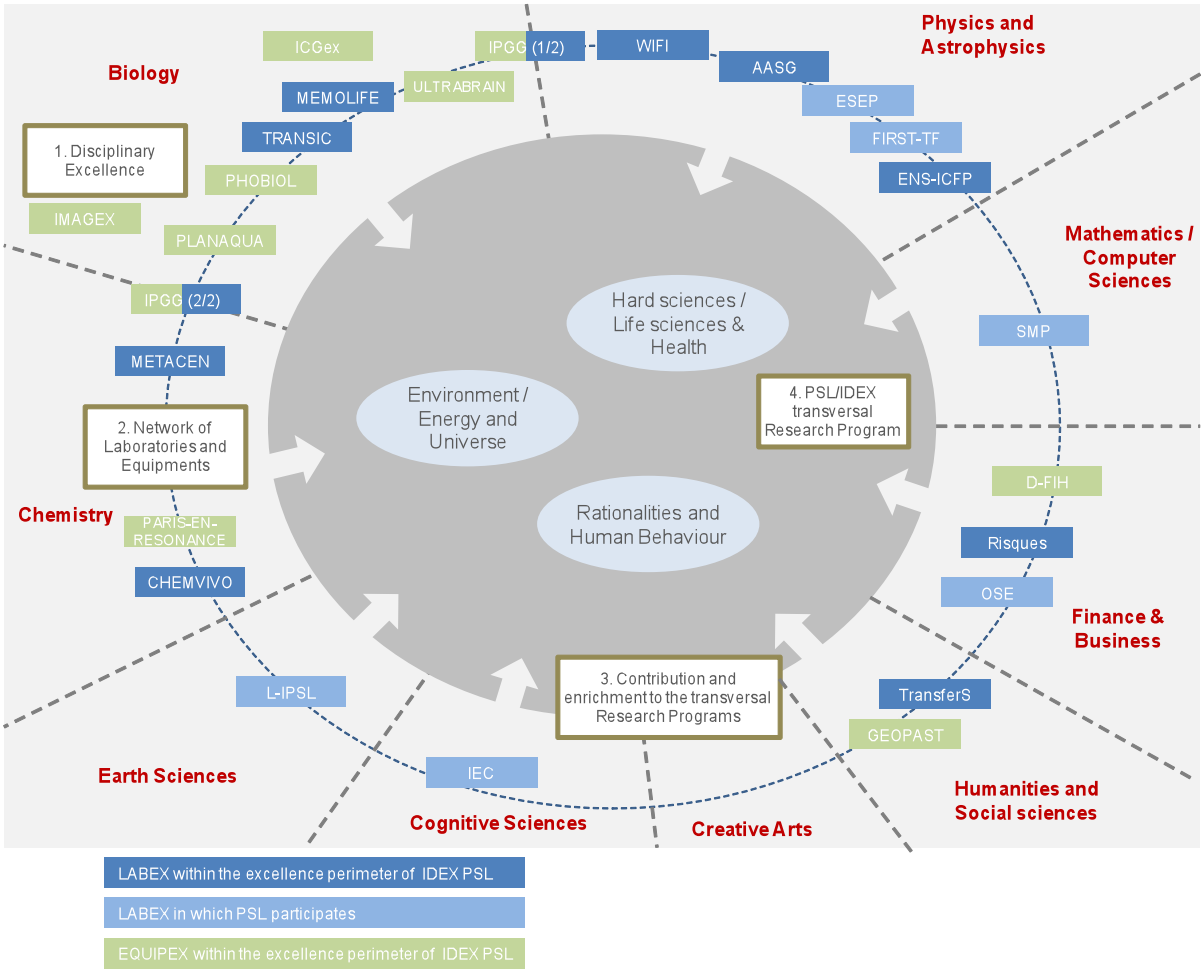 Physics and
Astrophysics
ICGex
IPGG (1/2)
WIFI
Biology
AASG
ULTRABRAIN
MEMOLIFE
ESEP
TRANSIC
FIRST-TF
1. Disciplinary
Excellence
PHOBIOL
ENS-ICFP
IMAGEX
PLANAQUA
Mathematics /
Computer
Sciences
IPGG (2/2)
Hard sciences /
Life sciences &
Health
SMP
METACEN
Environment /
Energy and
Universe
4. PSL/IDEX
transversal
Research Program
2. Network of
Laboratories and
Equipments
D-FIH
Chemistry
Rationalities and
Human Behaviour
PARIS-EN-
RESONANCE
Risques
CHEMVIVO
OSE
Finance &
Business
L-IPSL
3. Contribution and
enrichment to the transversal
Research Programs
TransferS
GEOPAST
Earth Sciences
IEC
Humanities and
Social sciences
Cognitive Sciences
Creative Arts
LABEX within the excellence perimeter of IDEX PSL
LABEX in which PSL participates
EQUIPEX within the excellence perimeter of IDEX PSL